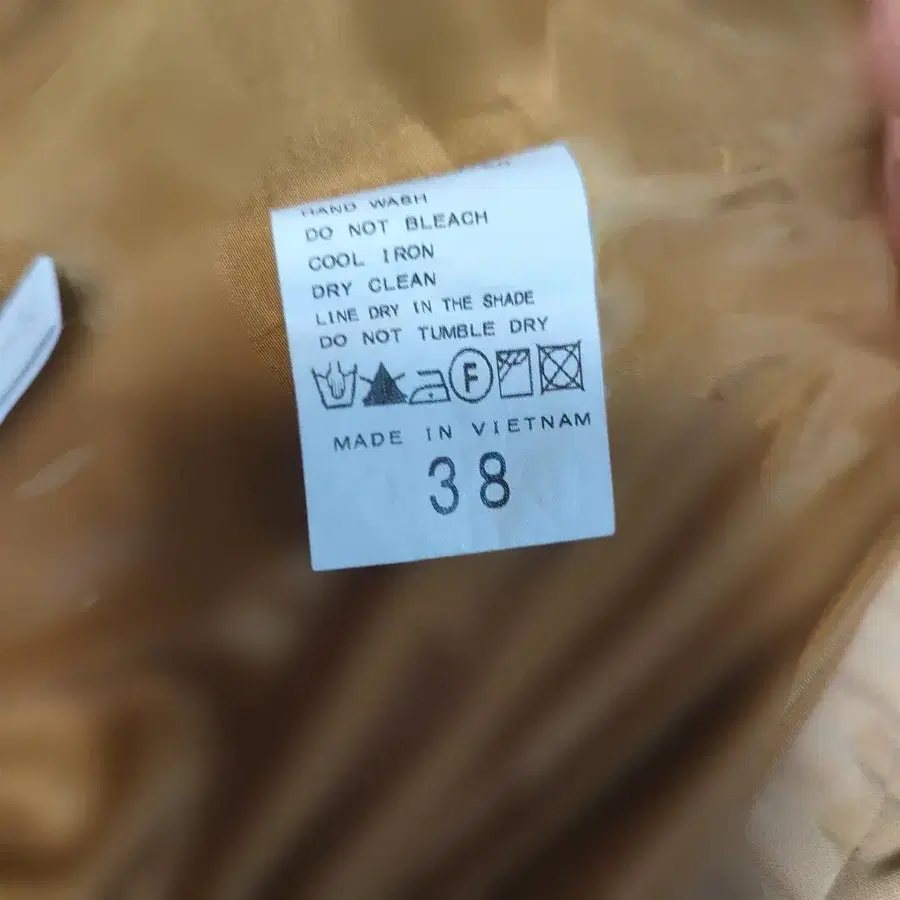 HAND WASH
DO NOT BLEACH
COOL IRON
DRY CLEAN
LINE DRY IN THE SHADE
DO NOT TUMBLE DRY
F
MADE IN VIETNAM
38